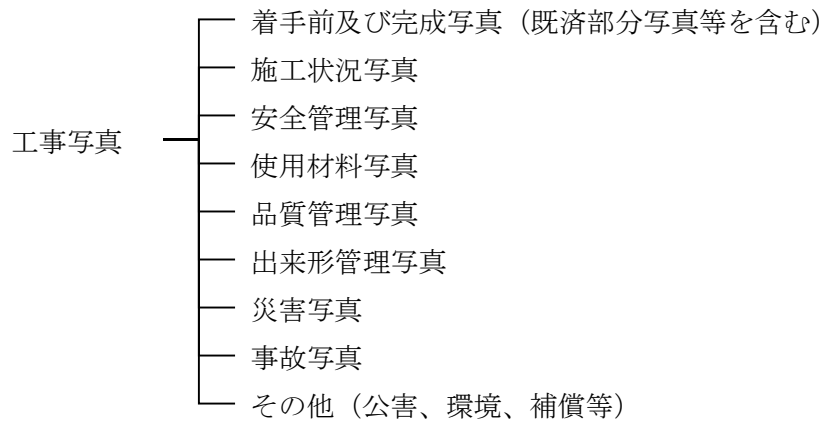 工事写真
着手前及び完成写真（既済部分写真等を含む）
施工状況写真
安全管理写真
使用材料写真
品質管理写真
出来形管理写真
災害写真
事故写真
その他（公害、環境、補償等）